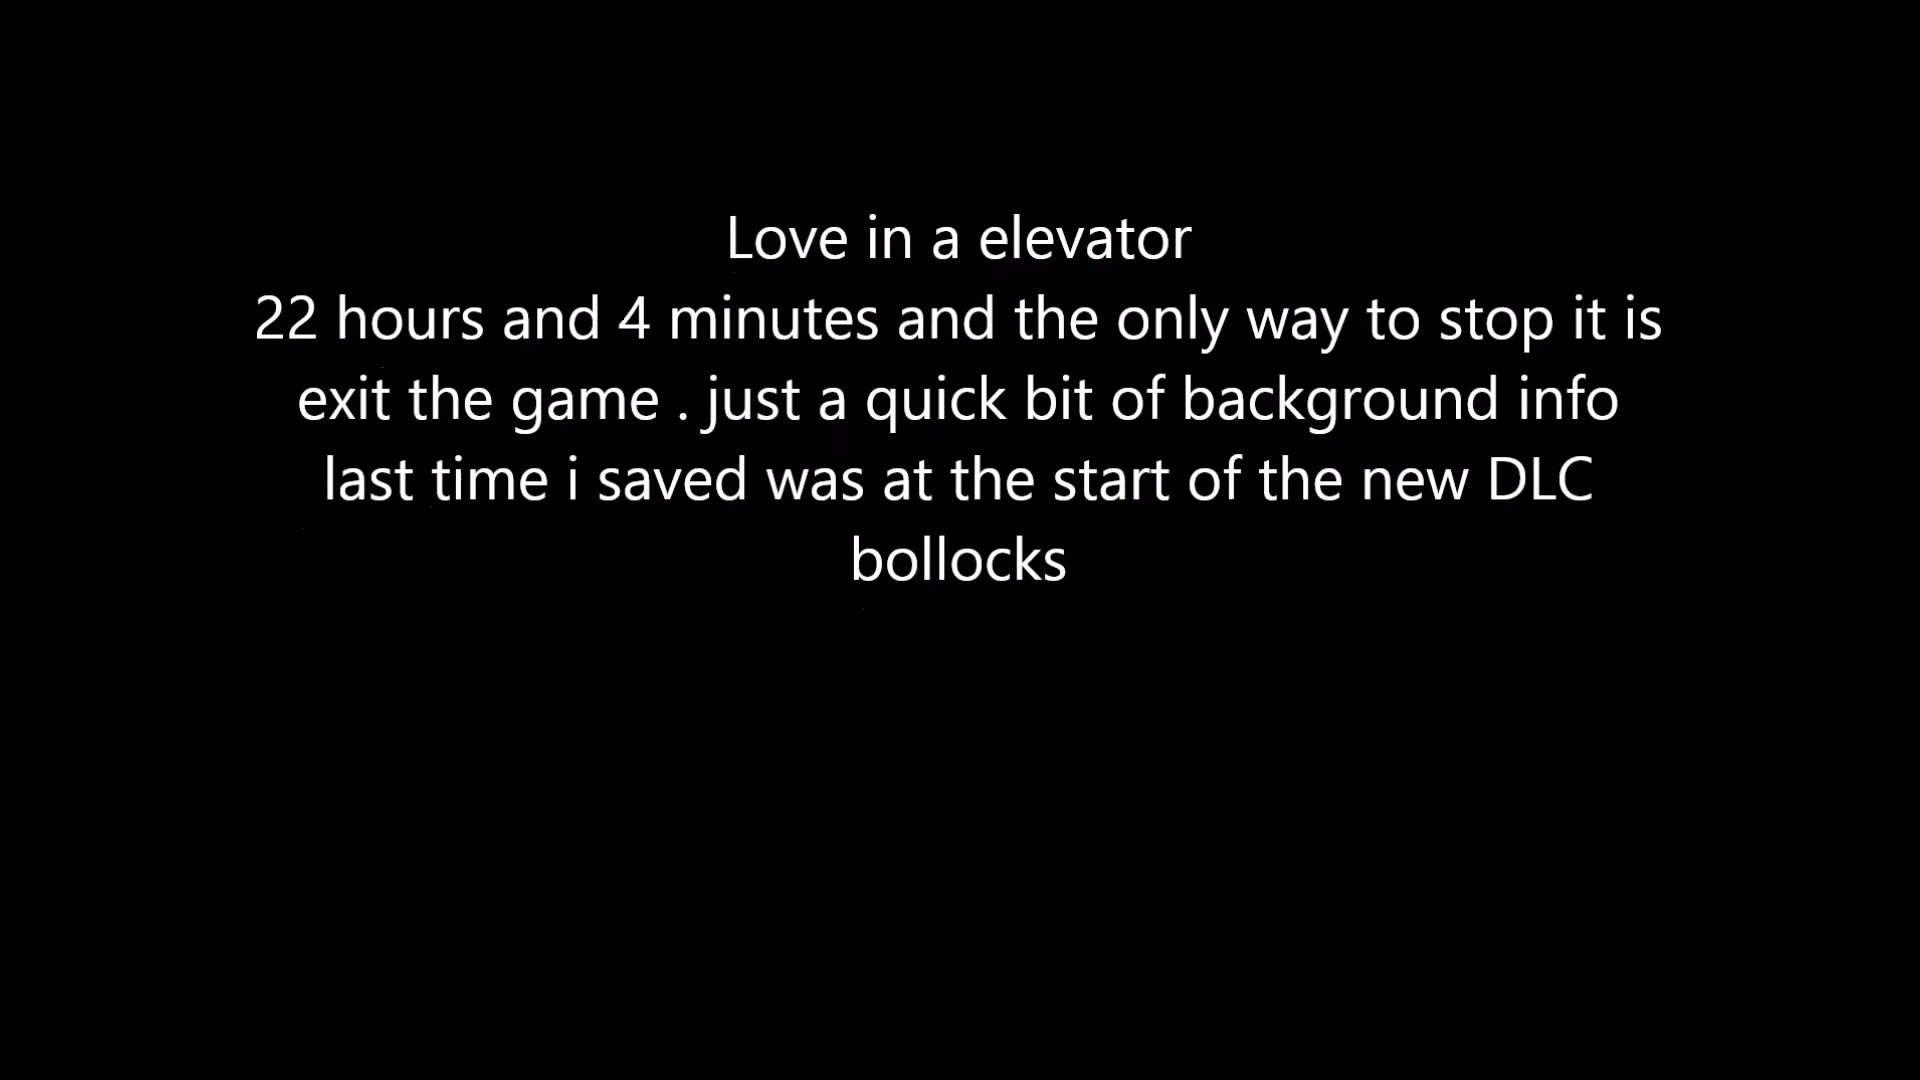 Love in a elevator
22 hours and 4 minutes and the only way to stop it is
exit the game . just a quick bit of background info
last time i saved was at the start of the new DLC
bollocks